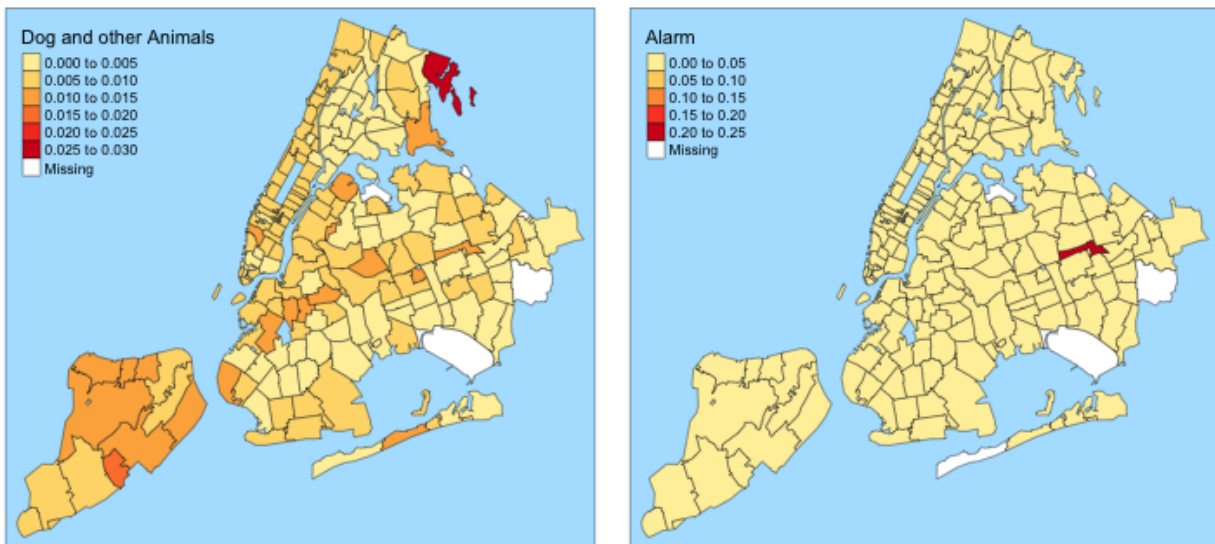 Dog and other Animals
0.000 to 0.005
0.005 to 0.010
0.010 to 0.015
0.015 to 0.020
0.020 to 0.025
0.025 to 0.030
Missing
Alarm
0.00 to 0.05
0.05 to 0.10
0.10 to 0.15
0.15 to 0.20
0.20 to 0.25
Missing